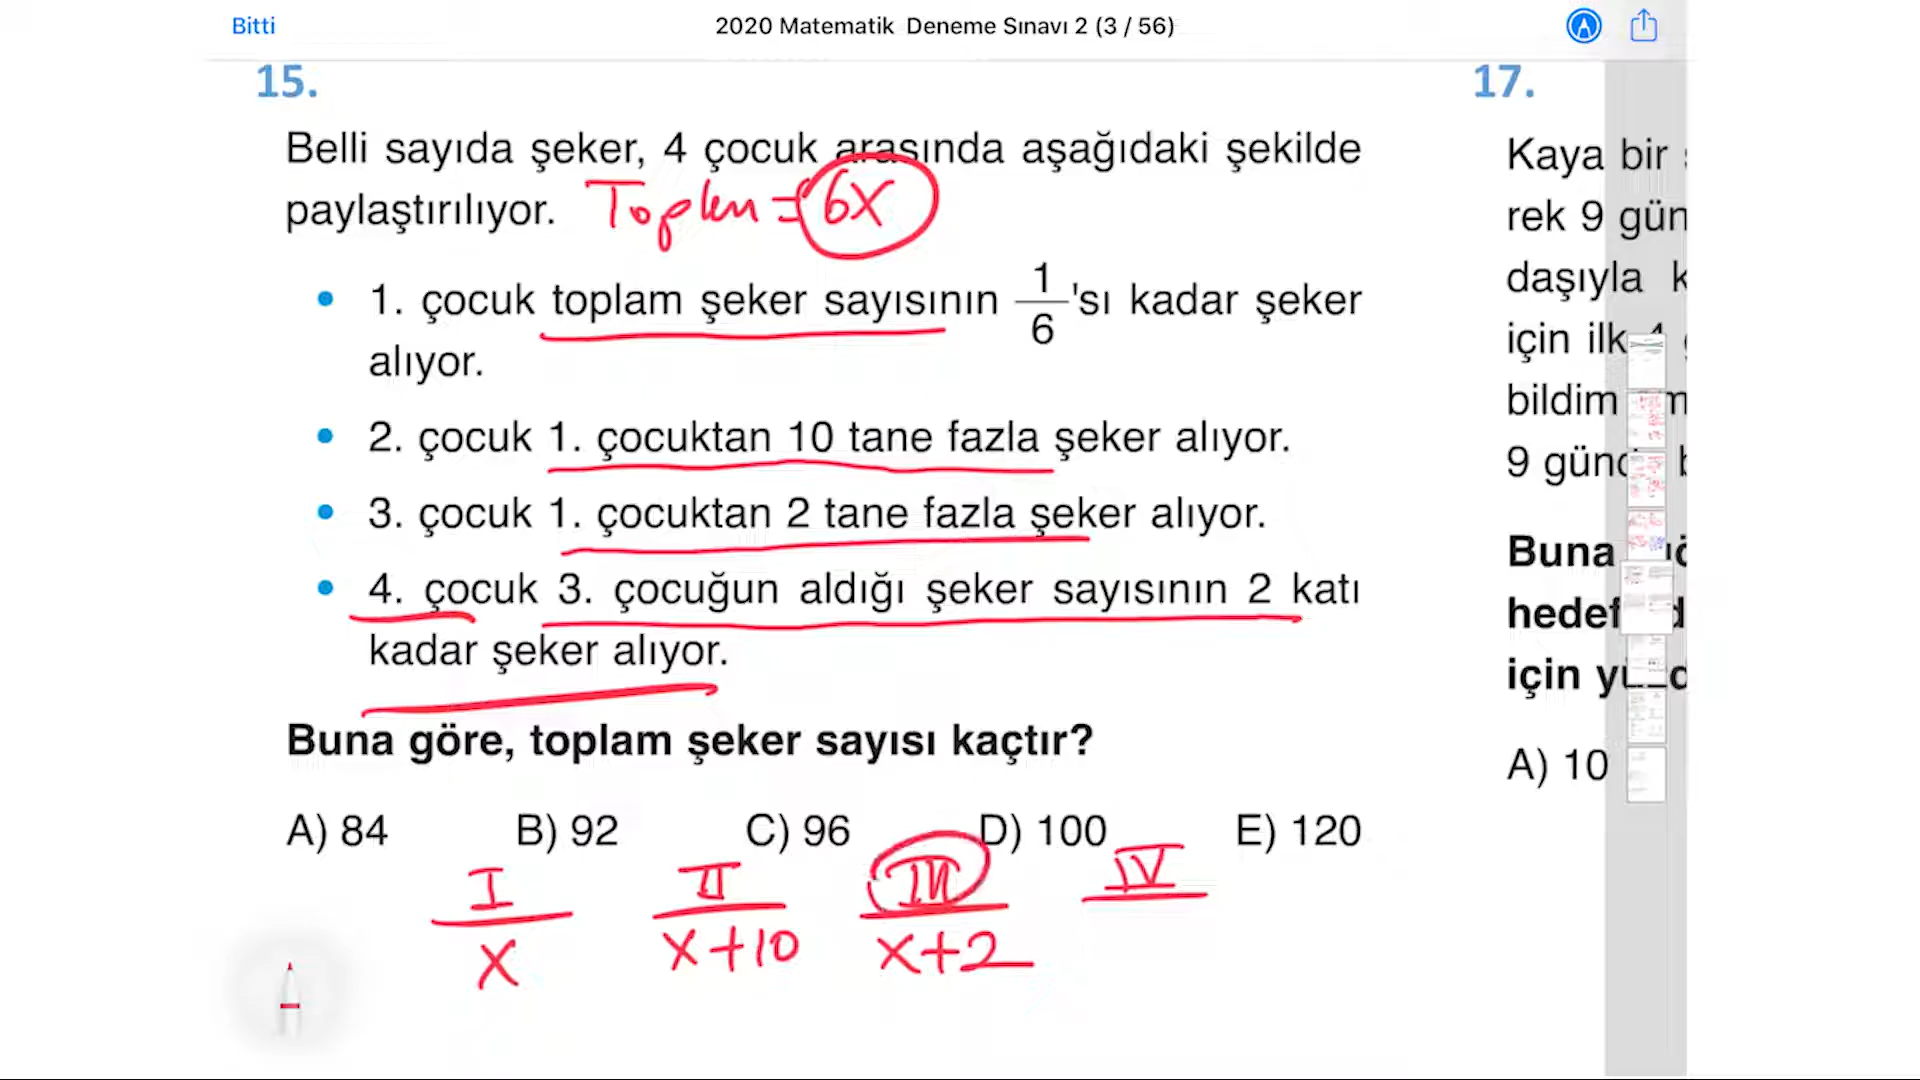 Bitti
2020 Matematik Deneme Sınavı 2 (3 / 56)
15.
Belli sayıda şeker, 4 çocuk arasında aşağıdaki şekilde
paylaştırılıyor.
Toplam = 6x
• 1. çocuk toplam şeker sayısının 1/6'sı kadar şeker
alıyor.
• 2. çocuk 1. çocuktan 10 tane fazla şeker alıyor.
• 3. çocuk 1. çocuktan 2 tane fazla şeker alıyor.
• 4. çocuk 3. çocuğun aldığı şeker sayısının 2 katı
kadar şeker alıyor.
Buna göre, toplam şeker sayısı kaçtır?
A) 84 B) 92 C) 96 D) 100 E) 120
I II III IV
x x+10 x+2
17.
Kaya bir
rek 9 gün
daşıyla
için ilk 4
bildim
9 günd
Buna
hedef
için
A) 10